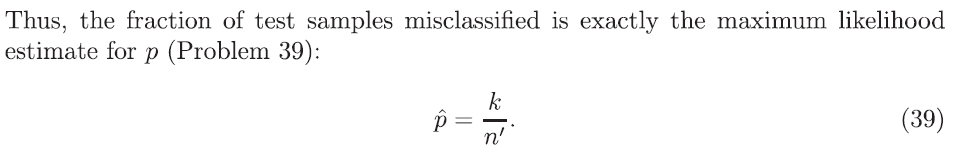 Thus, the fraction of test samples misclassified is exactly the maximum likelihood
estimate for p (Problem 39):
p̂ = k/n′. (39)